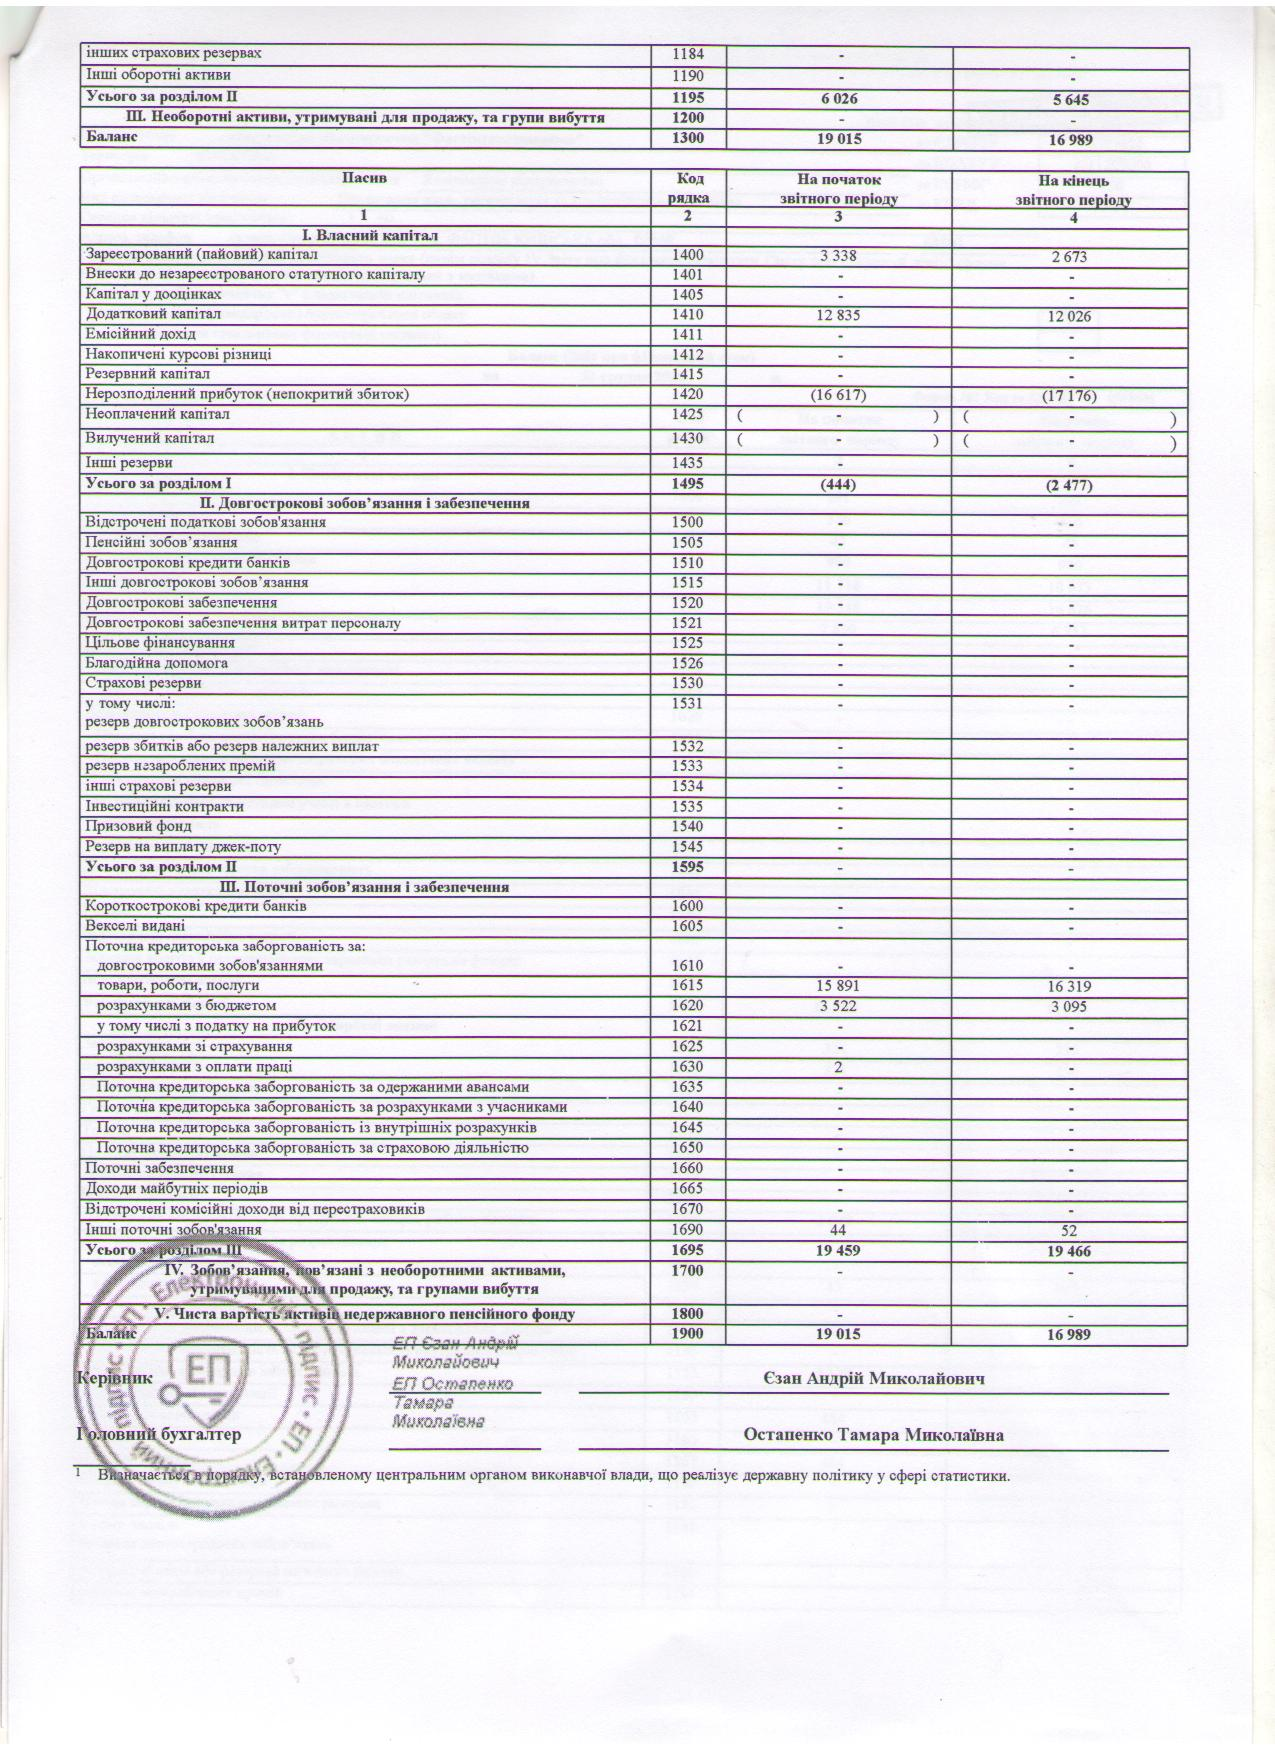 інших страхових резервах 1184 - -
Інші оборотні активи 1190 - -
Усього за розділом II 1195 6 026 5 645
III. Необоротні активи, утримувані для продажу, та групи вибуття 1200 - -
Баланс 1300 19 015 16 989
Пасив Код рядка На початок звітного періоду На кінець звітного періоду
1 2 3 4
I. Власний капітал
Зареєстрований (пайовий) капітал 1400 3 338 2 673
Внески до незареєстрованого статутного капіталу 1401 - -
Капітал у дооцінках 1405 - -
Додатковий капітал 1410 12 835 12 026
Емісійний дохід 1411 - -
Накопичені курсові різниці 1412 - -
Резервний капітал 1415 - -
Нерозподілений прибуток (непокритий збиток) 1420 (16 617) (17 176)
Неоплачений капітал 1425 ( - ) ( - )
Вилучений капітал 1430 ( - ) ( - )
Інші резерви 1435 - -
Усього за розділом I 1495 (444) (2 477)
II. Довгострокові зобов’язання і забезпечення
Відстрочені податкові зобов'язання 1500 - -
Пенсійні зобов’язання 1505 - -
Довгострокові кредити банків 1510 - -
Інші довгострокові зобов’язання 1515 - -
Довгострокові забезпечення 1520 - -
Довгострокові забезпечення витрат персоналу 1521 - -
Цільове фінансування 1525 - -
Благодійна допомога 1526 - -
Страхові резерви 1530 - -
у тому числі: 1531 - -
резерв довгострокових зобов’язань
резерв збитків або резерв належних виплат 1532 - -
резерв незароблених премій 1533 - -
інші страхові резерви 1534 - -
Інвестиційні контракти 1535 - -
Призовий фонд 1540 - -
Резерв на виплату джек-поту 1545 - -
Усього за розділом II 1595 - -
III. Поточні зобов’язання і забезпечення
Короткострокові кредити банків 1600 - -
Векселі видані 1605 - -
Поточна кредиторська заборгованість за:
довгостроковими зобов'язаннями 1610 - -
товари, роботи, послуги 1615 15 891 16 319
розрахунками з бюджетом 1620 3 522 3 095
у тому числі з податку на прибуток 1621 - -
розрахунками зі страхування 1625 - -
розрахунками з оплати праці 1630 2 -
Поточна кредиторська заборгованість за одержаними авансами 1635 - -
Поточна кредиторська заборгованість за розрахунками з учасниками 1640 - -
Поточна кредиторська заборгованість із внутрішніх розрахунків 1645 - -
Поточна кредиторська заборгованість за страховою діяльністю 1650 - -
Поточні забезпечення 1660 - -
Доходи майбутніх періодів 1665 - -
Відстрочені комісійні доходи від перестраховиків 1670 - -
Інші поточні зобов'язання 1690 44 52
Усього за розділом III 1695 19 459 19 466
IV. Зобов’язання, пов’язані з необоротними активами, 1700 - -
утримуваними для продажу, та групами вибуття
V. Чиста вартість активів недержавного пенсійного фонду 1800 - -
Баланс 1900 19 015 16 989
ЕП Єзан Андрій
Миколайович
Керівник Єзан Андрій Миколайович
ЕП Остапенко
Тамара
Миколаївна
Головний бухгалтер Остапенко Тамара Миколаївна
ЕП · Електронний підпис · ЕП · Електронний підпис ·
ЕП
1 Визначається в порядку, встановленому центральним органом виконавчої влади, що реалізує державну політику у сфері статистики.